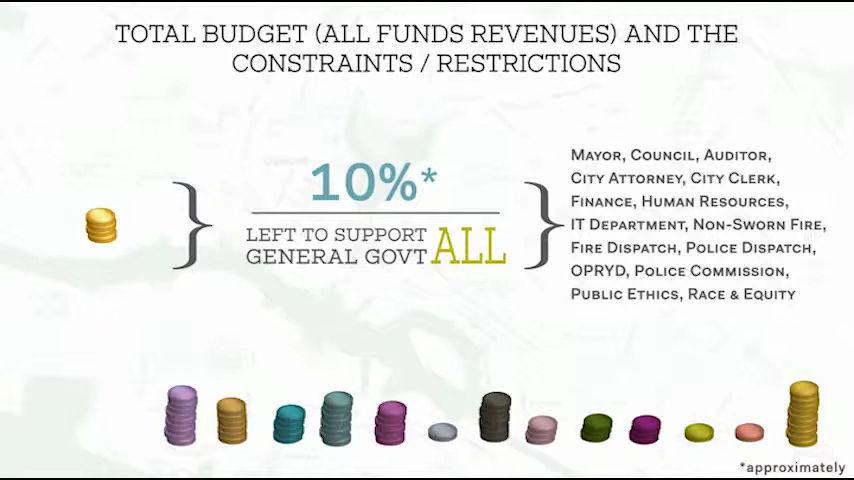 TOTAL BUDGET (ALL FUNDS REVENUES) AND THE
CONSTRAINTS / RESTRICTIONS
10%*
LEFT TO SUPPORT
GENERAL GOVT ALL
MAYOR, COUNCIL, AUDITOR,
CITY ATTORNEY, CITY CLERK,
FINANCE, HUMAN RESOURCES,
IT DEPARTMENT, NON-SWORN FIRE,
FIRE DISPATCH, POLICE DISPATCH,
OPRYD, POLICE COMMISSION,
PUBLIC ETHICS, RACE & EQUITY
*approximately